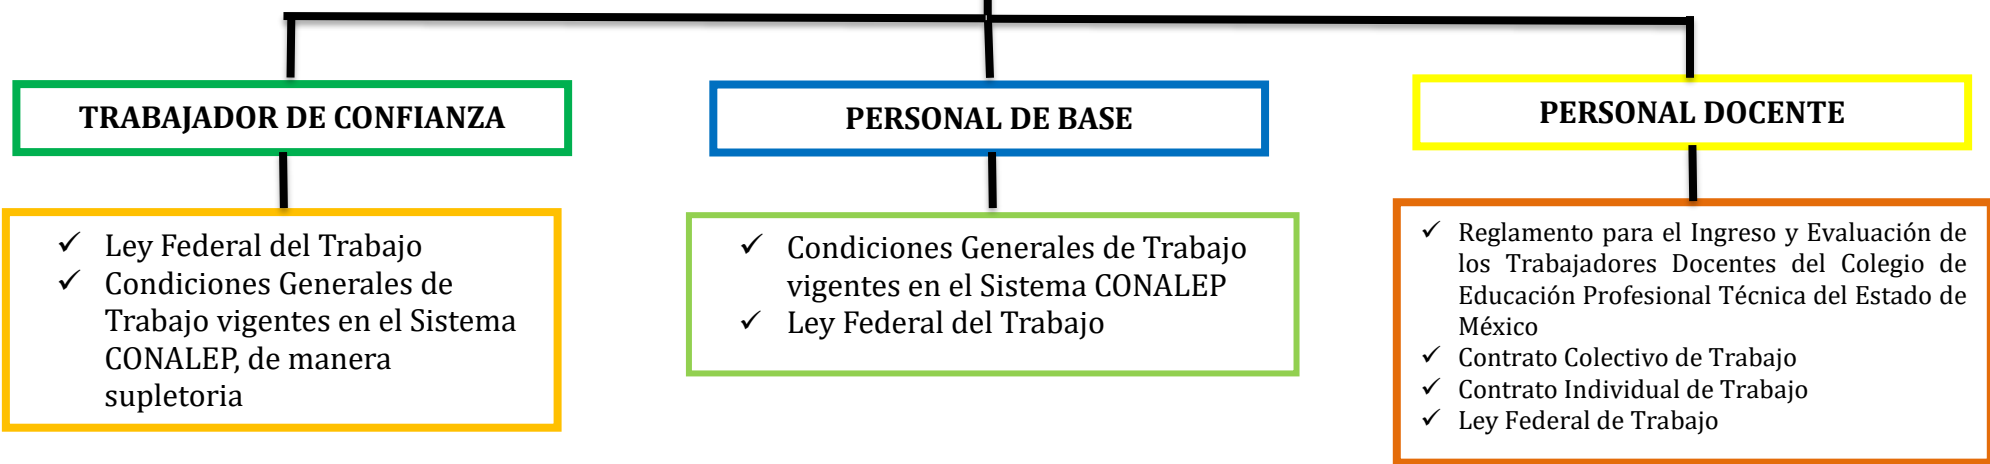 TRABAJADOR DE CONFIANZA
✓ Ley Federal del Trabajo
✓ Condiciones Generales de
Trabajo vigentes en el Sistema
CONALEP, de manera
supletoria
PERSONAL DE BASE
✓ Condiciones Generales de Trabajo
vigentes en el Sistema CONALEP
✓ Ley Federal del Trabajo
PERSONAL DOCENTE
✓ Reglamento para el Ingreso y Evaluación de
los Trabajadores Docentes del Colegio de
Educación Profesional Técnica del Estado de
México
✓ Contrato Colectivo de Trabajo
✓ Contrato Individual de Trabajo
✓ Ley Federal de Trabajo